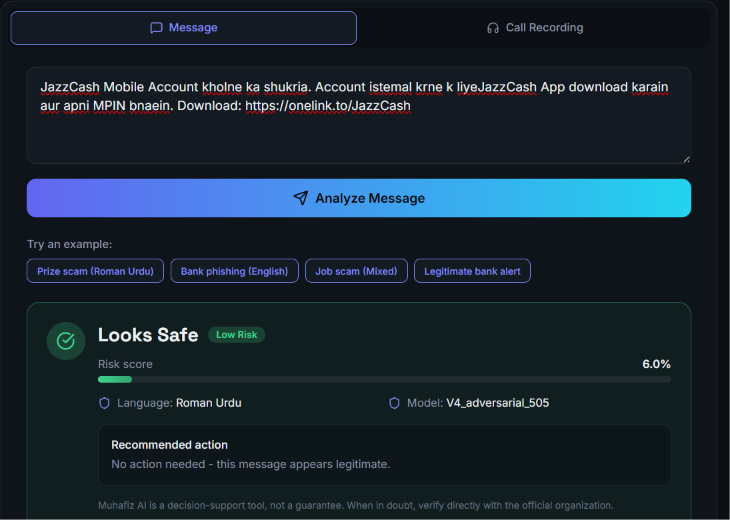 Message
Call Recording
JazzCash Mobile Account kholne ka shukria. Account istemal krne k liyeJazzCash App download karain
aur apni MPIN bnaein. Download: https://onelink.to/JazzCash
Analyze Message
Try an example:
Prize scam (Roman Urdu)
Bank phishing (English)
Job scam (Mixed)
Legitimate bank alert
Looks Safe
Low Risk
Risk score
6.0%
Language: Roman Urdu
Model: V4_adversarial_505
Recommended action
No action needed - this message appears legitimate.
Muhafiz AI is a decision-support tool, not a guarantee. When in doubt, verify directly with the official organization.